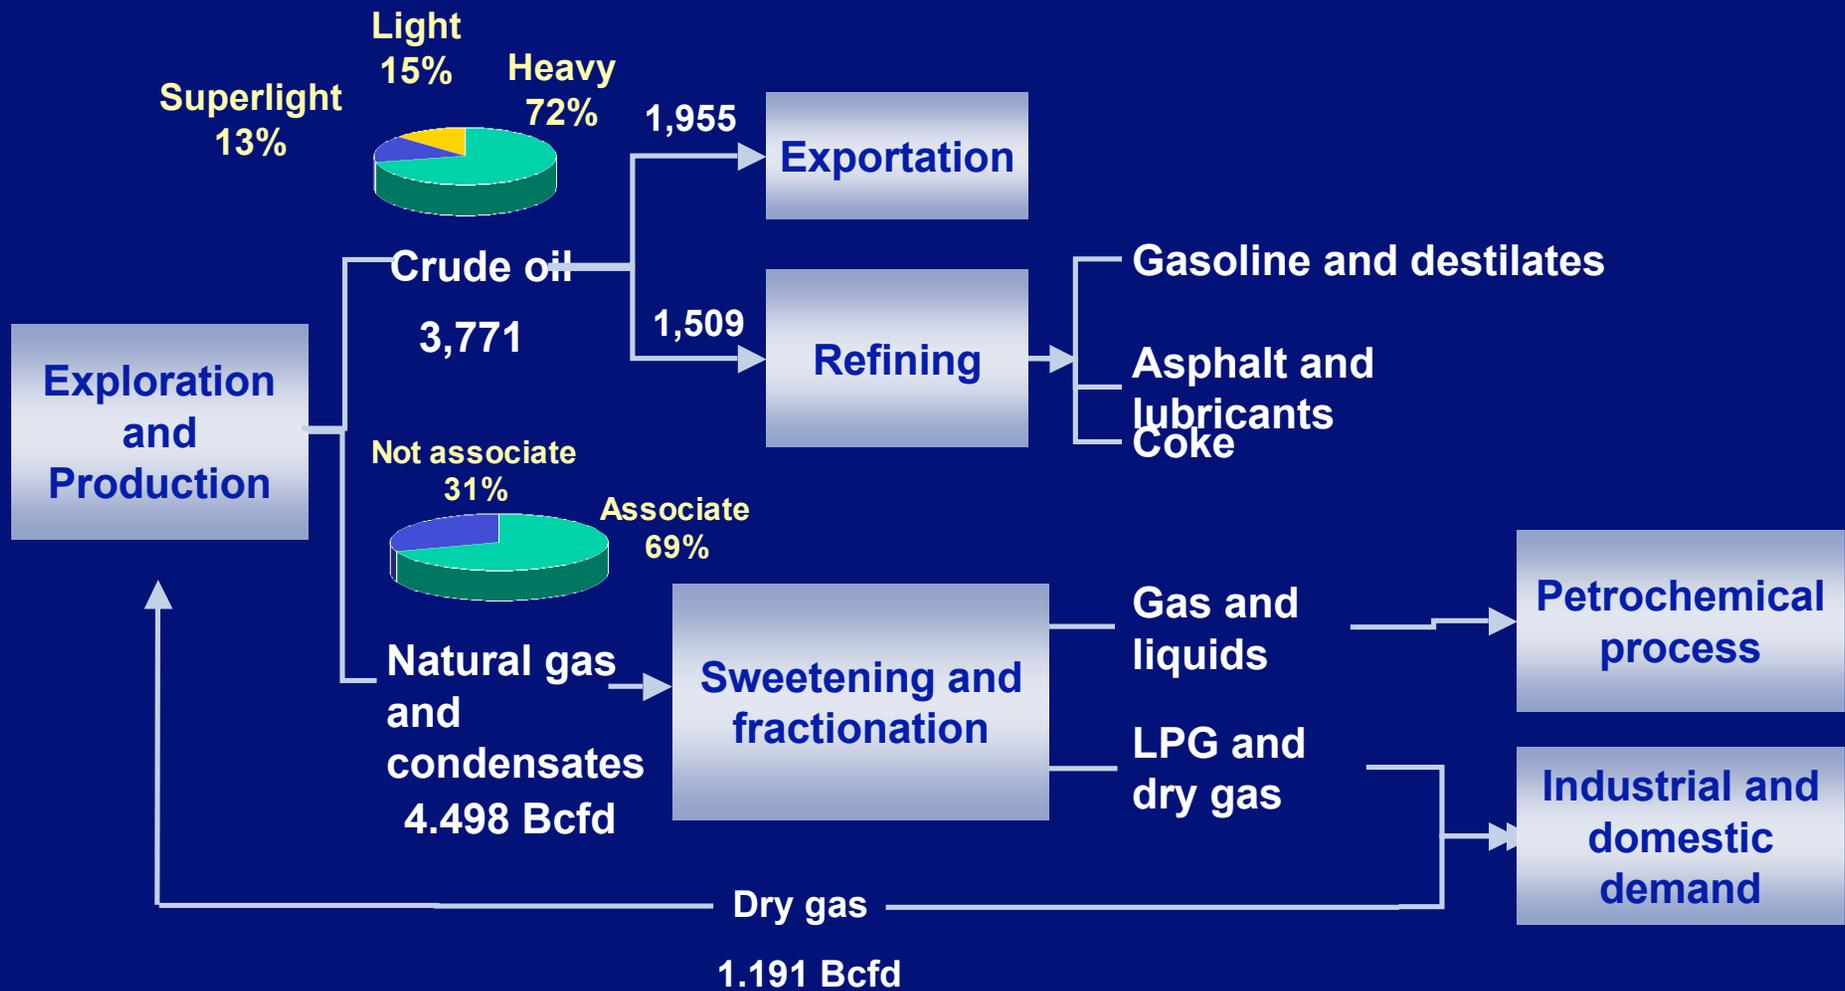 Light
15%
Heavy
72%
Superlight
13%
1,955
Exportation
Crude oil
3,771
1,509
Refining
Gasoline and destilates
Asphalt and
lubricants
Coke
Exploration
and
Production
Not associate
31%
Associate
69%
Natural gas
and
condensates
4.498 Bcfd
Sweetening and
fractionation
Gas and
liquids
LPG and
dry gas
Petrochemical
process
Industrial and
domestic
demand
Dry gas
1.191 Bcfd